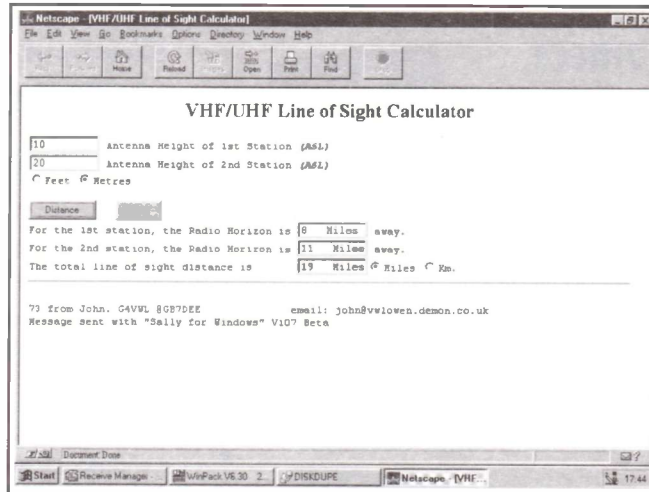 Netscape - [VHF/UHF Line of Sight Calculator]
File Edit View Go Bookmarks Options Directory Window Help
Home Reload Open Print Find
VHF/UHF Line of Sight Calculator
10 Antenna Height of 1st Station (ASL)
20 Antenna Height of 2nd Station (ASL)
Feet Metres
Distance
For the 1st station, the Radio Horizon is 8 Miles away.
For the 2nd station, the Radio Horizon is 11 Miles away.
The total line of sight distance is 19 Miles Miles Km.
73 from John. G4VWL @GB7DEE email: john@vwlowen.demon.co.uk
Message sent with "Sally for Windows" V107 Beta
Document: Done
Start Receive Manager - WinPack V6.30 2 DISKDUPE Netscape - [VHF... 17:44